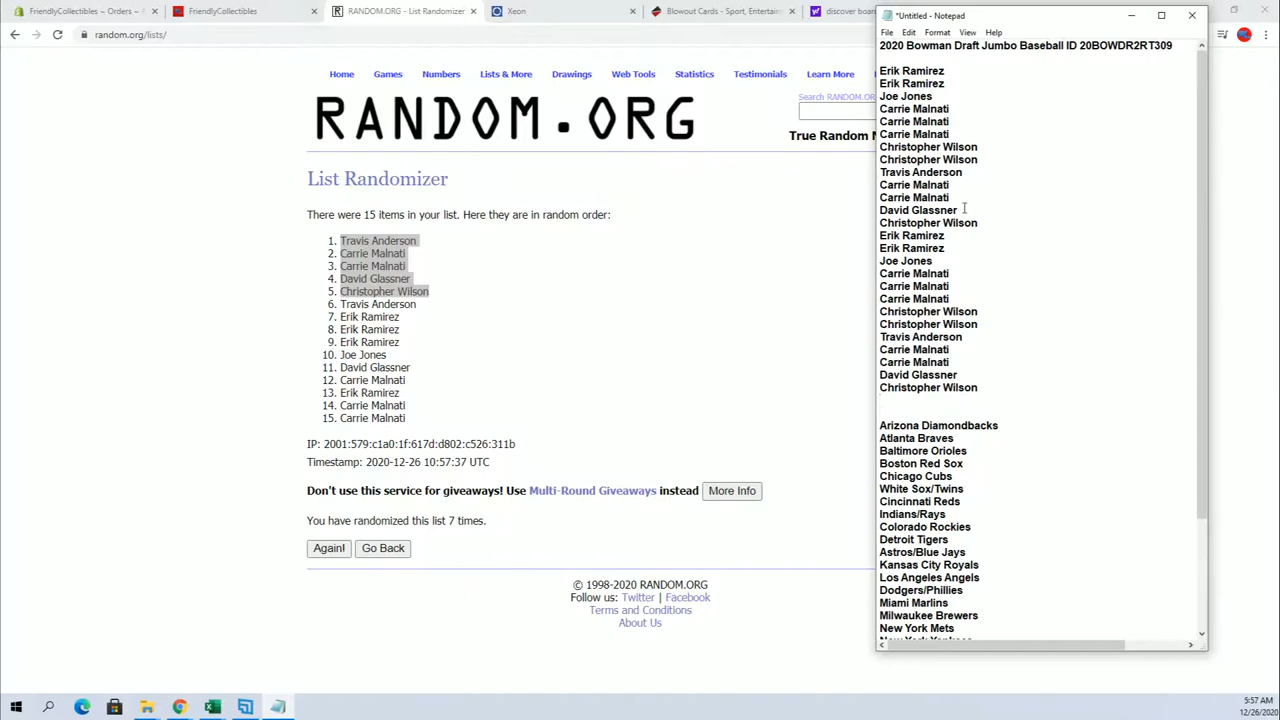 FriendlyCollectibles ~ Orders ~
FriendlyCollectibles
RANDOM.ORG - List Randomizer
Xeon
Blowout Cards - Sport, Entertain
discover boar
random.org/lists/
Home
Games
Numbers
Lists & More
Drawings
Web Tools
Statistics
Testimonials
Learn More
Search RANDOM.OR
RANDOM.ORG
True Random
List Randomizer
There were 15 items in your list. Here they are in random order:
1. Travis Anderson
2. Carrie Malnati
3. Carrie Malnati
4. David Glassner
5. Christopher Wilson
6. Travis Anderson
7. Erik Ramirez
8. Erik Ramirez
9. Erik Ramirez
10. Joe Jones
11. David Glassner
12. Carrie Malnati
13. Erik Ramirez
14. Carrie Malnati
15. Carrie Malnati
IP: 2001:579:c1a0:1f:617d:d802:c526:311b
Timestamp: 2020-12-26 10:57:37 UTC
Don't use this service for giveaways! Use Multi-Round Giveaways instead
More Info
You have randomized this list 7 times.
Again!
Go Back
© 1998-2020 RANDOM.ORG
Follow us: Twitter | Facebook
Terms and Conditions
About Us
*Untitled - Notepad
File Edit Format View Help
2020 Bowman Draft Jumbo Baseball ID 20BOWDR2RT309
Erik Ramirez
Erik Ramirez
Joe Jones
Carrie Malnati
Carrie Malnati
Carrie Malnati
Christopher Wilson
Christopher Wilson
Travis Anderson
Carrie Malnati
Carrie Malnati
David Glassner
Christopher Wilson
Erik Ramirez
Erik Ramirez
Joe Jones
Carrie Malnati
Carrie Malnati
Carrie Malnati
Christopher Wilson
Christopher Wilson
Travis Anderson
Carrie Malnati
Carrie Malnati
David Glassner
Christopher Wilson
Arizona Diamondbacks
Atlanta Braves
Baltimore Orioles
Boston Red Sox
Chicago Cubs
White Sox/Twins
Cincinnati Reds
Indians/Rays
Colorado Rockies
Detroit Tigers
Astros/Blue Jays
Kansas City Royals
Los Angeles Angels
Dodgers/Phillies
Miami Marlins
Milwaukee Brewers
New York Mets
New York Yankees
5:57 AM
12/26/2020